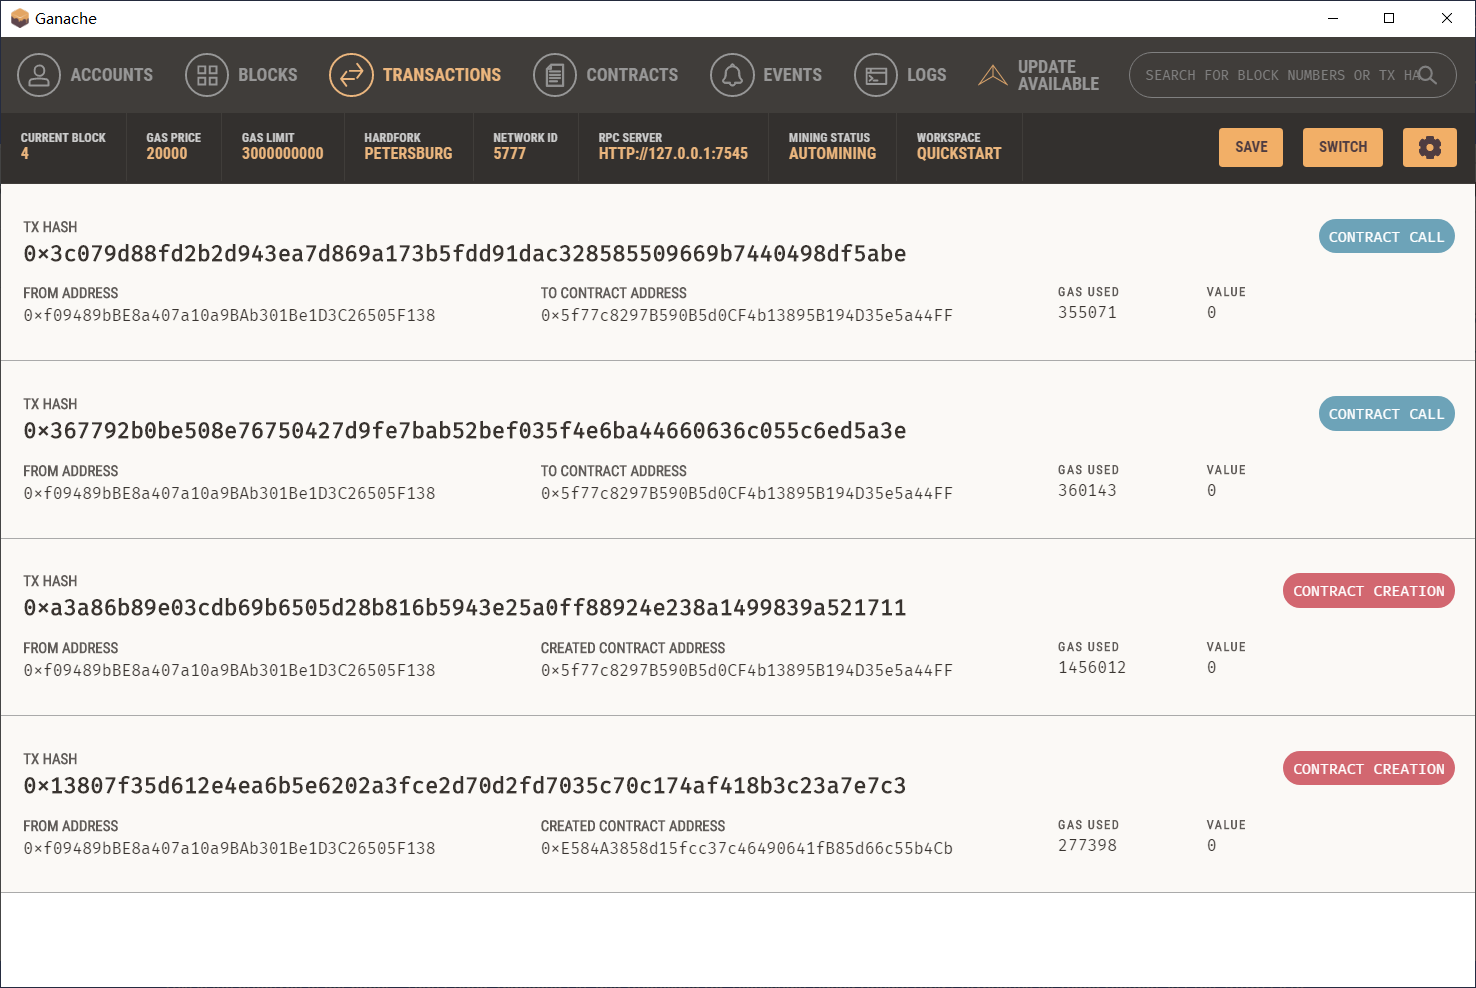 Ganache
ACCOUNTS BLOCKS TRANSACTIONS CONTRACTS EVENTS LOGS UPDATE AVAILABLE SEARCH FOR BLOCK NUMBERS OR TX HA
CURRENT BLOCK GAS PRICE GAS LIMIT HARDFORK NETWORK ID RPC SERVER MINING STATUS WORKSPACE
4 20000 3000000000 PETERSBURG 5777 HTTP://127.0.0.1:7545 AUTOMINING QUICKSTART SAVE SWITCH
TX HASH
0×3c079d88fd2b2d943ea7d869a173b5fdd91dac328585509669b7440498df5abe CONTRACT CALL
FROM ADDRESS TO CONTRACT ADDRESS GAS USED VALUE
0×f09489bBE8a407a10a9BAb301Be1D3C26505F138 0×5f77c8297B590B5d0CF4b13895B194D35e5a44FF 355071 0
TX HASH
0×367792b0be508e76750427d9fe7bab52bef035f4e6ba44660636c055c6ed5a3e CONTRACT CALL
FROM ADDRESS TO CONTRACT ADDRESS GAS USED VALUE
0×f09489bBE8a407a10a9BAb301Be1D3C26505F138 0×5f77c8297B590B5d0CF4b13895B194D35e5a44FF 360143 0
TX HASH
0×a3a86b89e03cdb69b6505d28b816b5943e25a0ff88924e238a1499839a521711 CONTRACT CREATION
FROM ADDRESS CREATED CONTRACT ADDRESS GAS USED VALUE
0×f09489bBE8a407a10a9BAb301Be1D3C26505F138 0×5f77c8297B590B5d0CF4b13895B194D35e5a44FF 1456012 0
TX HASH
0×13807f35d612e4ea6b5e6202a3fce2d70d2fd7035c70c174af418b3c23a7e7c3 CONTRACT CREATION
FROM ADDRESS CREATED CONTRACT ADDRESS GAS USED VALUE
0×f09489bBE8a407a10a9BAb301Be1D3C26505F138 0×E584A3858d15fcc37c46490641fB85d66c55b4Cb 277398 0